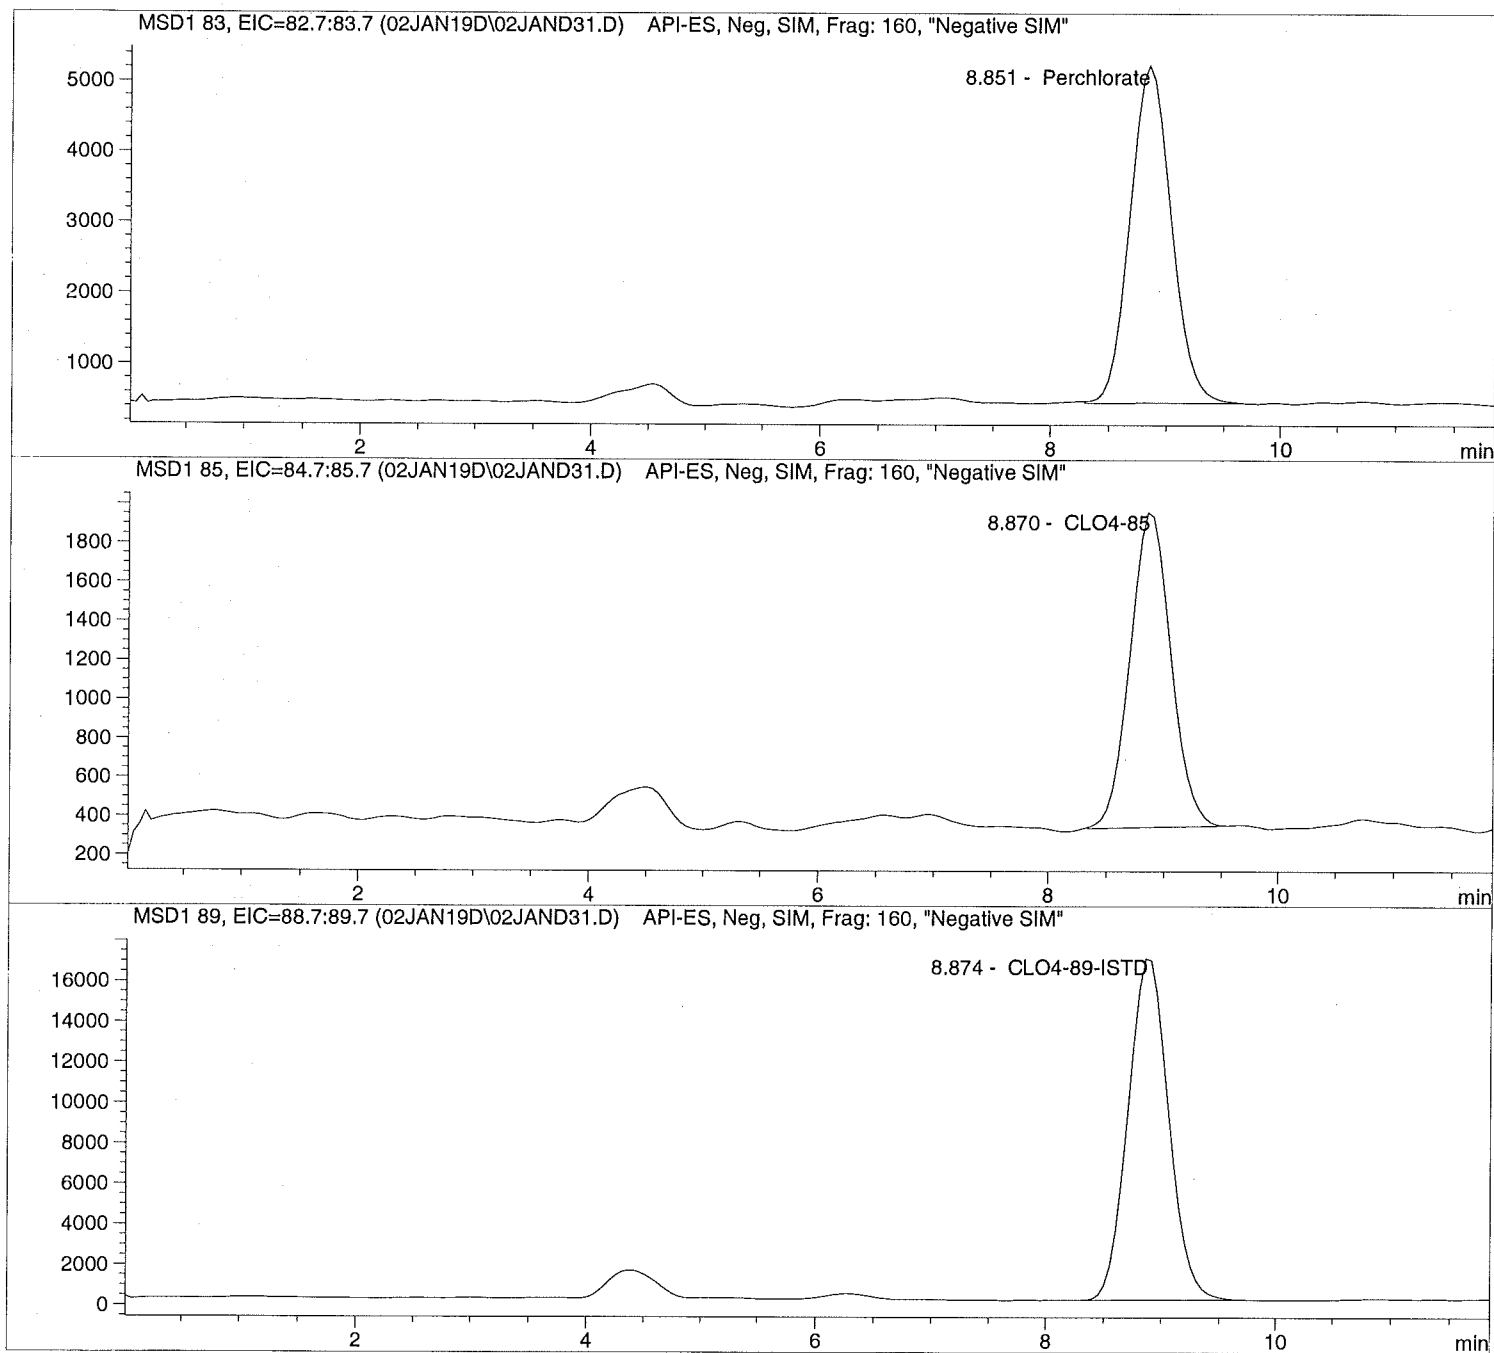 MSD1 83, EIC=82.7:83.7 (02JAN19D\02JAND31.D) API-ES, Neg, SIM, Frag: 160, "Negative SIM"
8.851 - Perchlorate
5000
4000
3000
2000
1000
2 4 6 8 10 min
MSD1 85, EIC=84.7:85.7 (02JAN19D\02JAND31.D) API-ES, Neg, SIM, Frag: 160, "Negative SIM"
8.870 - CLO4-85
1800
1600
1400
1200
1000
800
600
400
200
2 4 6 8 10 min
MSD1 89, EIC=88.7:89.7 (02JAN19D\02JAND31.D) API-ES, Neg, SIM, Frag: 160, "Negative SIM"
8.874 - CLO4-89-ISTD
16000
14000
12000
10000
8000
6000
4000
2000
0
2 4 6 8 10 min